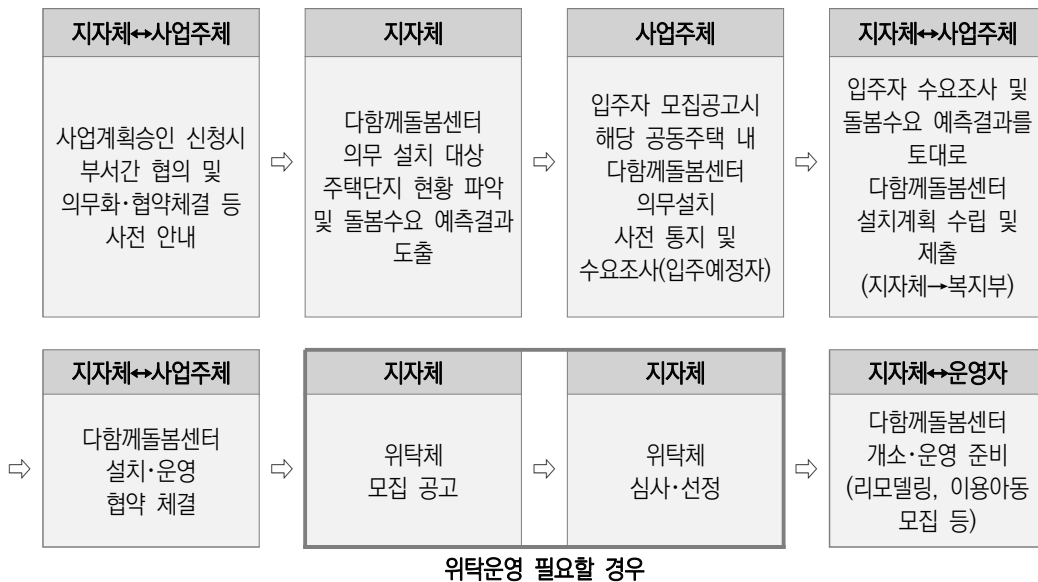 지자체↔사업주체
사업계획승인 신청시
부서간 협의 및
의무화·협약체결 등
사전 안내
⇨
지자체
다함께돌봄센터
의무 설치 대상
주택단지 현황 파악
및 돌봄수요 예측결과
도출
⇨
사업주체
입주자 모집공고시
해당 공동주택 내
다함께돌봄센터
의무설치
사전 통지 및
수요조사(입주예정자)
⇨
지자체↔사업주체
입주자 수요조사 및
돌봄수요 예측결과를
토대로
다함께돌봄센터
설치계획 수립 및
제출
(지자체→복지부)
⇨
지자체↔사업주체
다함께돌봄센터
설치·운영
협약 체결
⇨
지자체
위탁체
모집 공고
⇨
지자체
위탁체
심사·선정
⇨
지자체↔운영자
다함께돌봄센터
개소·운영 준비
(리모델링, 이용아동
모집 등)
위탁운영 필요할 경우